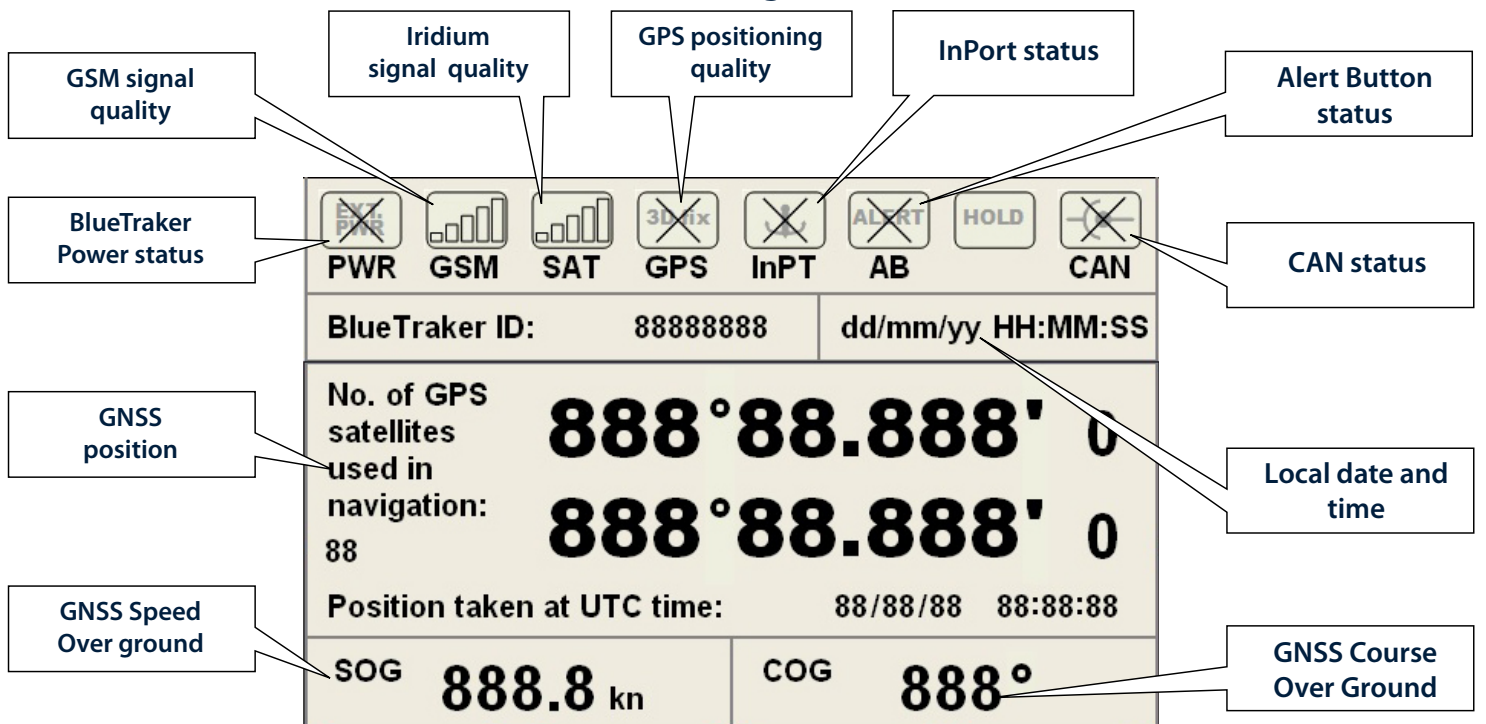 Iridium
signal quality
GPS positioning
quality
InPort status
GSM signal
quality
Alert Button
status
BlueTraker
Power status
CAN status
EXT.
PWR
3D fix
ALERT
HOLD
PWR GSM SAT GPS InPT AB CAN
BlueTraker ID: 88888888 dd/mm/yy HH:MM:SS
GNSS
position
No. of GPS
satellites
used in
navigation:
88
888°88.888' 0
888°88.888' 0
Local date and
time
Position taken at UTC time: 88/88/88 88:88:88
GNSS Speed
Over ground
SOG 888.8 kn
COG 888°
GNSS Course
Over Ground